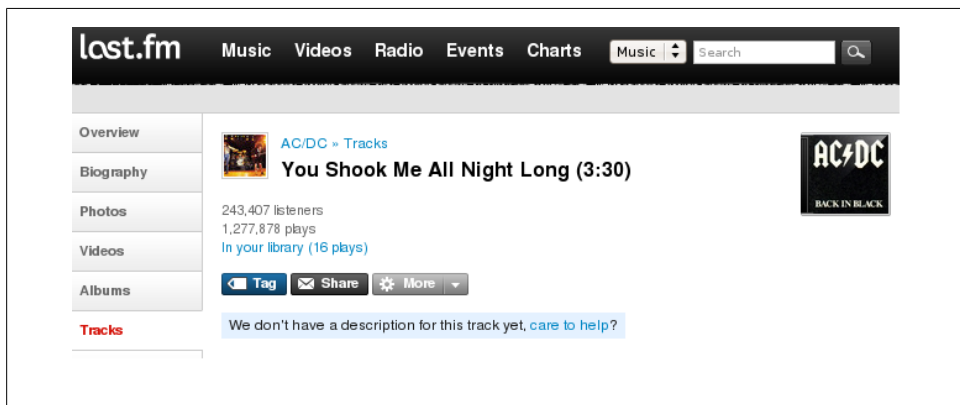 last.fm Music Videos Radio Events Charts Music Search
Overview
Biography
Photos
Videos
Albums
Tracks
AC/DC » Tracks
You Shook Me All Night Long (3:30)
243,407 listeners
1,277,878 plays
In your library (16 plays)
Tag Share More
We don't have a description for this track yet, care to help?
AC/DC
BACK IN BLACK